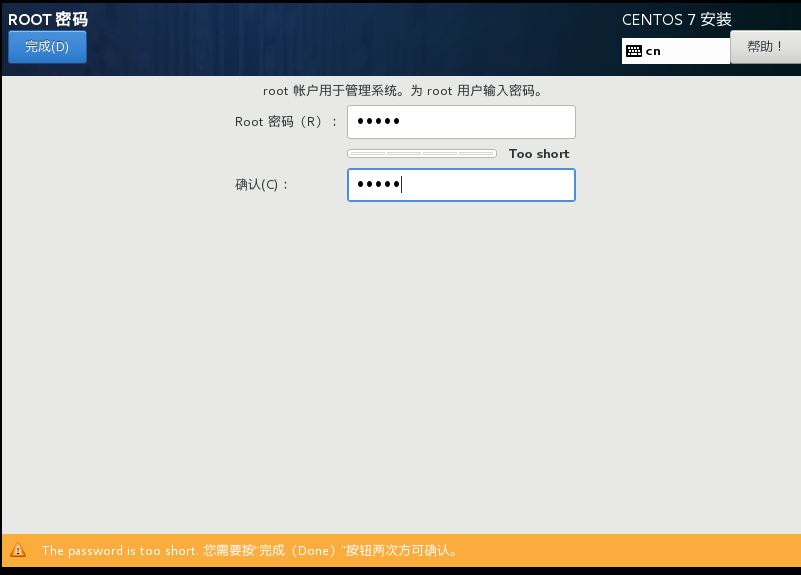 ROOT 密码
CENTOS 7 安装
完成(D)
cn
帮助！
root 帐户用于管理系统。为 root 用户输入密码。
Root 密码（R）：
•••••
Too short
确认(C)：
•••••
The password is too short. 您需要按"完成（Done）"按钮两次方可确认。